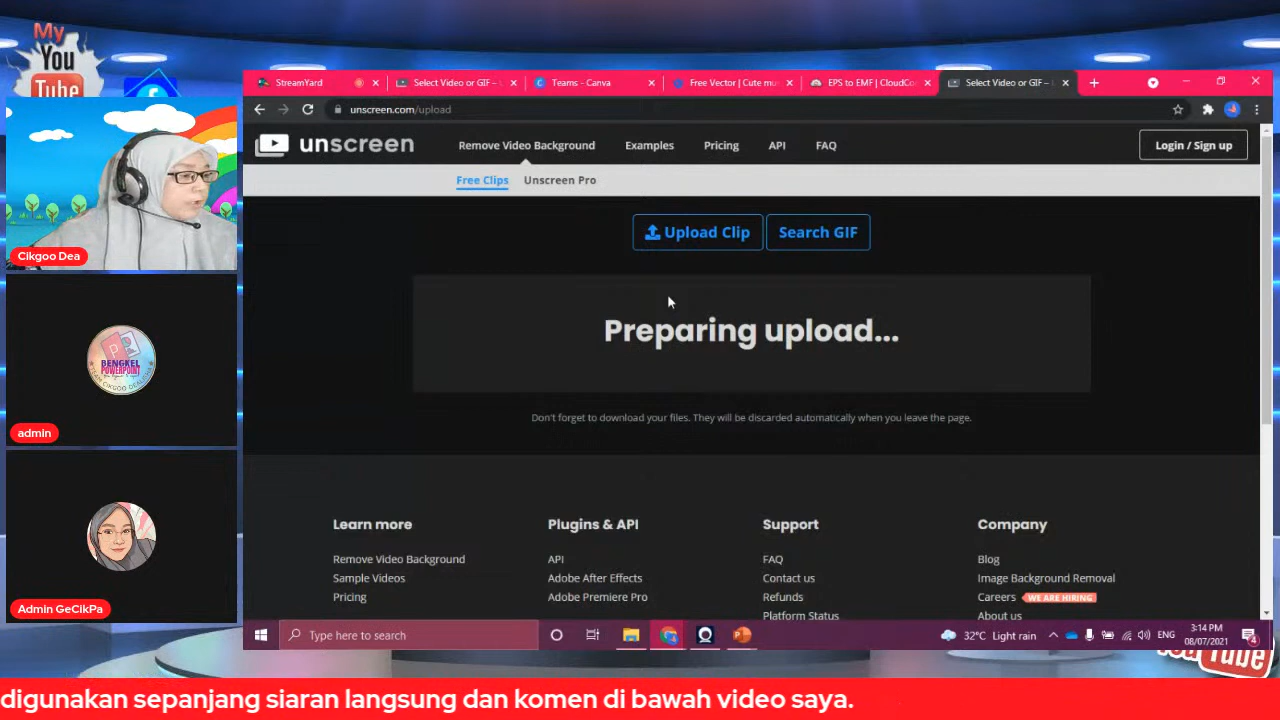 My
You
Tube
Cikgoo Dea
BENGKEL
POWERPOINT
admin
Admin GeCikPa
StreamYard
Select Video or GIF –
Teams - Canva
Free Vector | Cute mu
EPS to EMF | CloudCo
Select Video or GIF –
unscreen.com/upload
unscreen
Remove Video Background
Examples
Pricing
API
FAQ
Login / Sign up
Free Clips
Unscreen Pro
Upload Clip
Search GIF
Preparing upload...
Don't forget to download your files. They will be discarded automatically when you leave the page.
Learn more
Remove Video Background
Sample Videos
Pricing
Plugins & API
API
Adobe After Effects
Adobe Premiere Pro
Support
FAQ
Contact us
Refunds
Platform Status
Company
Blog
Image Background Removal
Careers WE ARE HIRING
About us
Type here to search
32°C Light rain
ENG
3:14 PM
08/07/2021
4
You Tube
digunakan sepanjang siaran langsung dan komen di bawah video saya.